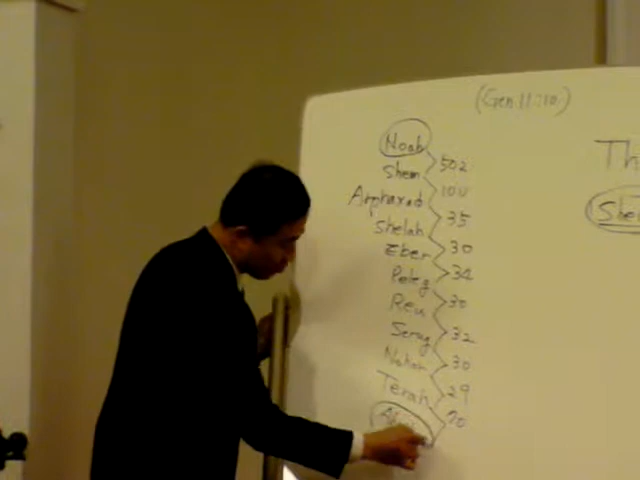 (Gen.11:10)
Noah
502
Shem
100
Arphaxad
35
Shelah
30
Eber
34
Peleg
30
Reu
32
Serug
30
Nahor
29
Terah
70
Th
She